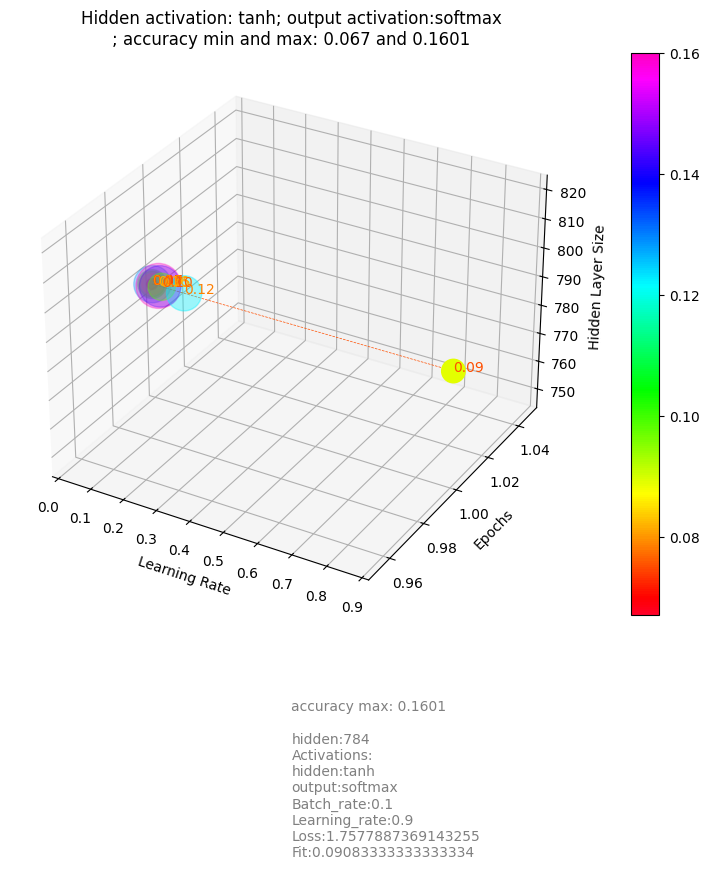 Hidden activation: tanh; output activation:softmax
; accuracy min and max: 0.067 and 0.1601
0.16
0.14
0.12
0.10
0.08
820
810
800
790
780
770
760
750
Hidden Layer Size
0.12
0.09
1.04
1.02
1.00
0.98
0.96
Epochs
0.0
0.1
0.2
0.3
0.4
0.5
0.6
0.7
0.8
0.9
Learning Rate
accuracy max: 0.1601
hidden:784
Activations:
hidden:tanh
output:softmax
Batch_rate:0.1
Learning_rate:0.9
Loss:1.7577887369143255
Fit:0.09083333333333334